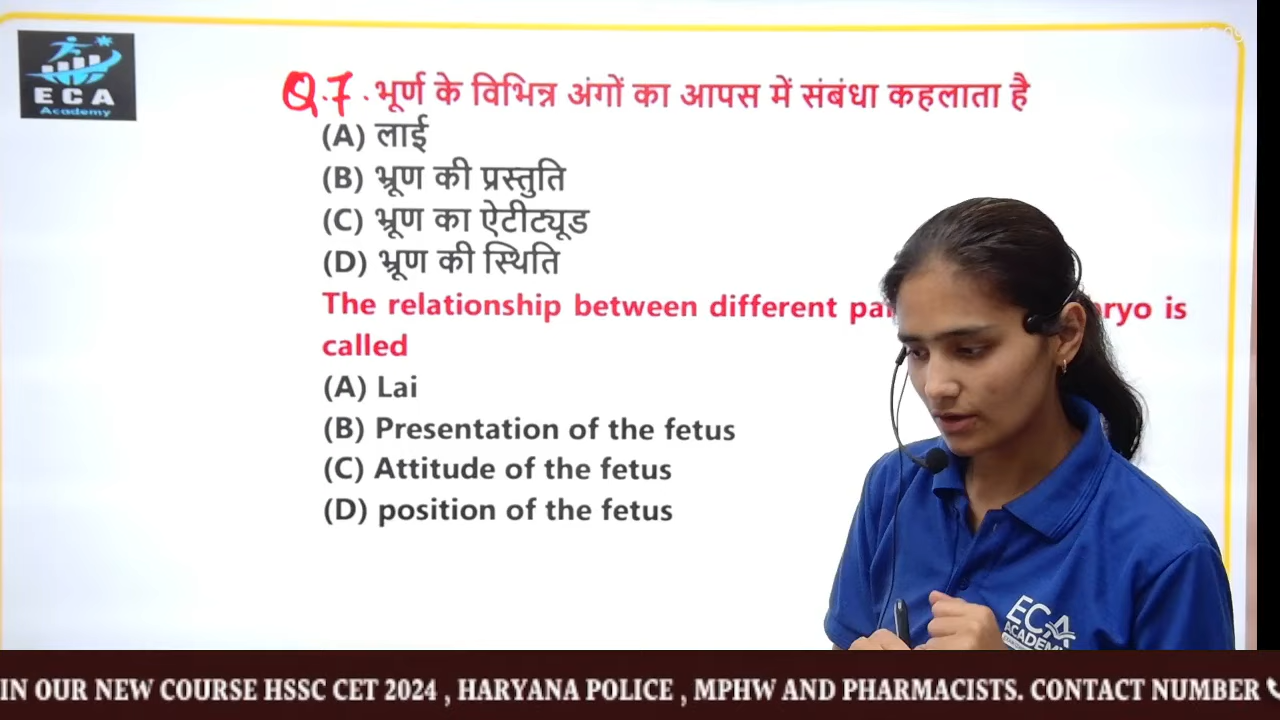 ECA
Academy
Q.7. भूर्ण के विभिन्न अंगों का आपस में संबंधा कहलाता है
(A) लाई
(B) भ्रूण की प्रस्तुति
(C) भ्रूण का ऐटीट्यूड
(D) भ्रूण की स्थिति
The relationship between different is
called
(A) Lai
(B) Presentation of the fetus
(C) Attitude of the fetus
(D) position of the fetus
ECA
ACADEMY
IN OUR NEW COURSE HSSC CET 2024 , HARYANA POLICE , MPHW AND PHARMACISTS. CONTACT NUMBER